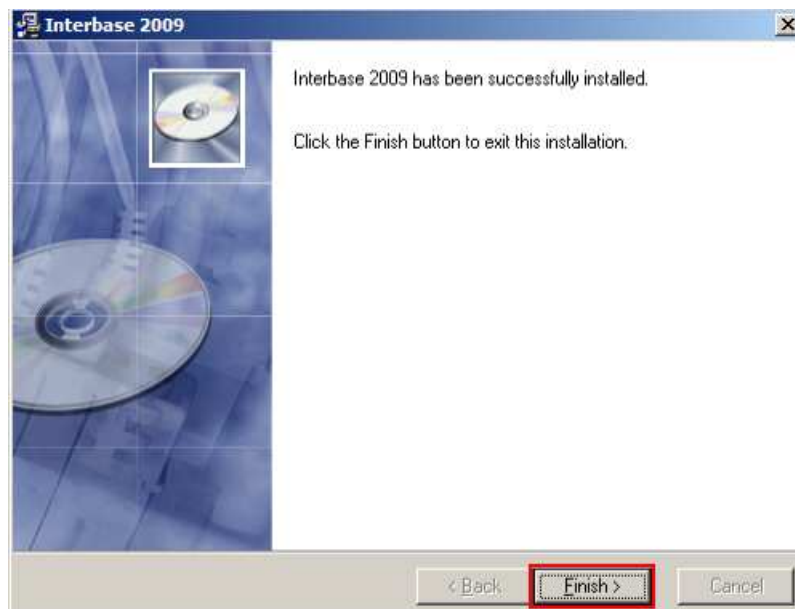 Interbase 2009
Interbase 2009 has been successfully installed.
Click the Finish button to exit this installation.
< Back
Finish >
Cancel